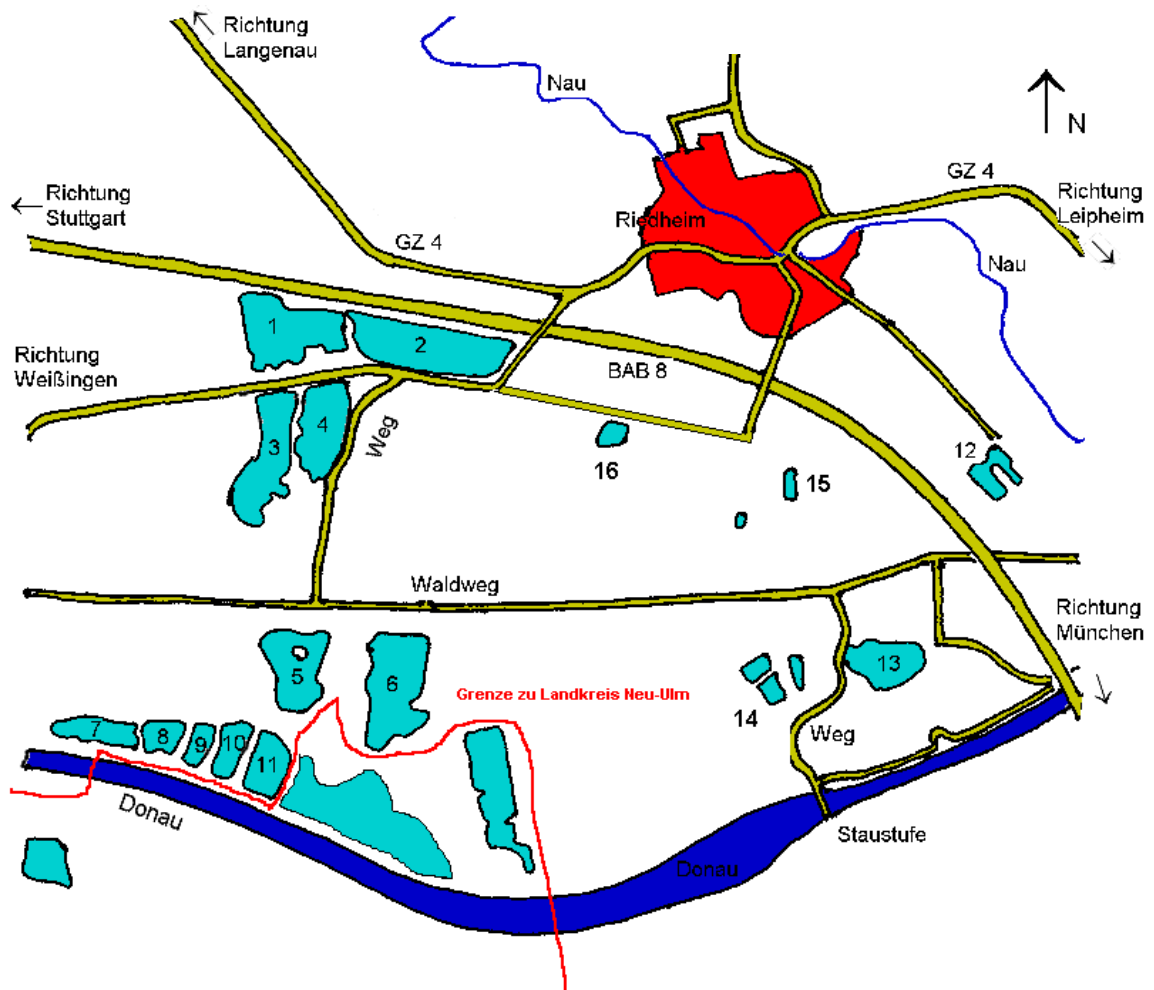 Richtung
Langenau
Nau
N
GZ 4
Richtung
Stuttgart
Richtung
Leipheim
Riedheim
GZ 4
Nau
1
2
Richtung
Weißingen
BAB 8
3
4
Weg
16
12
15
Waldweg
Richtung
München
5
6
13
Grenze zu Landkreis Neu-Ulm
14
7
8
9
10
11
Weg
Donau
Staustufe
Donau